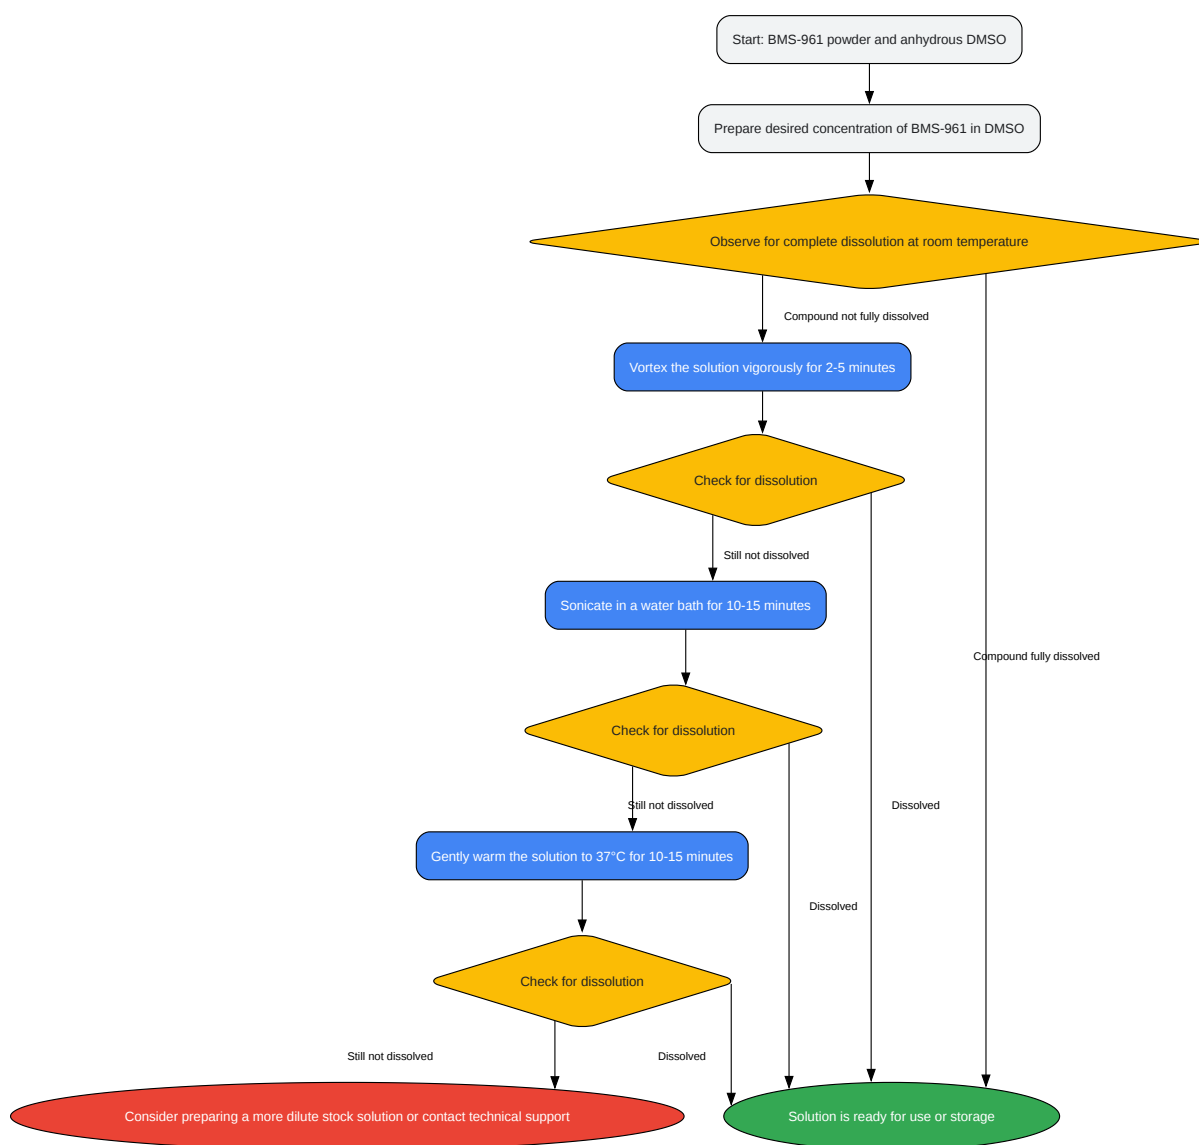 Start: BMS-961 powder and anhydrous DMSO
Prepare desired concentration of BMS-961 in DMSO
Observe for complete dissolution at room temperature
Compound not fully dissolved
Vortex the solution vigorously for 2-5 minutes
Check for dissolution
Still not dissolved
Sonicate in a water bath for 10-15 minutes
Compound fully dissolved
Check for dissolution
Still not dissolved
Dissolved
Gently warm the solution to 37°C for 10-15 minutes
Dissolved
Check for dissolution
Still not dissolved
Dissolved
Consider preparing a more dilute stock solution or contact technical support
Solution is ready for use or storage